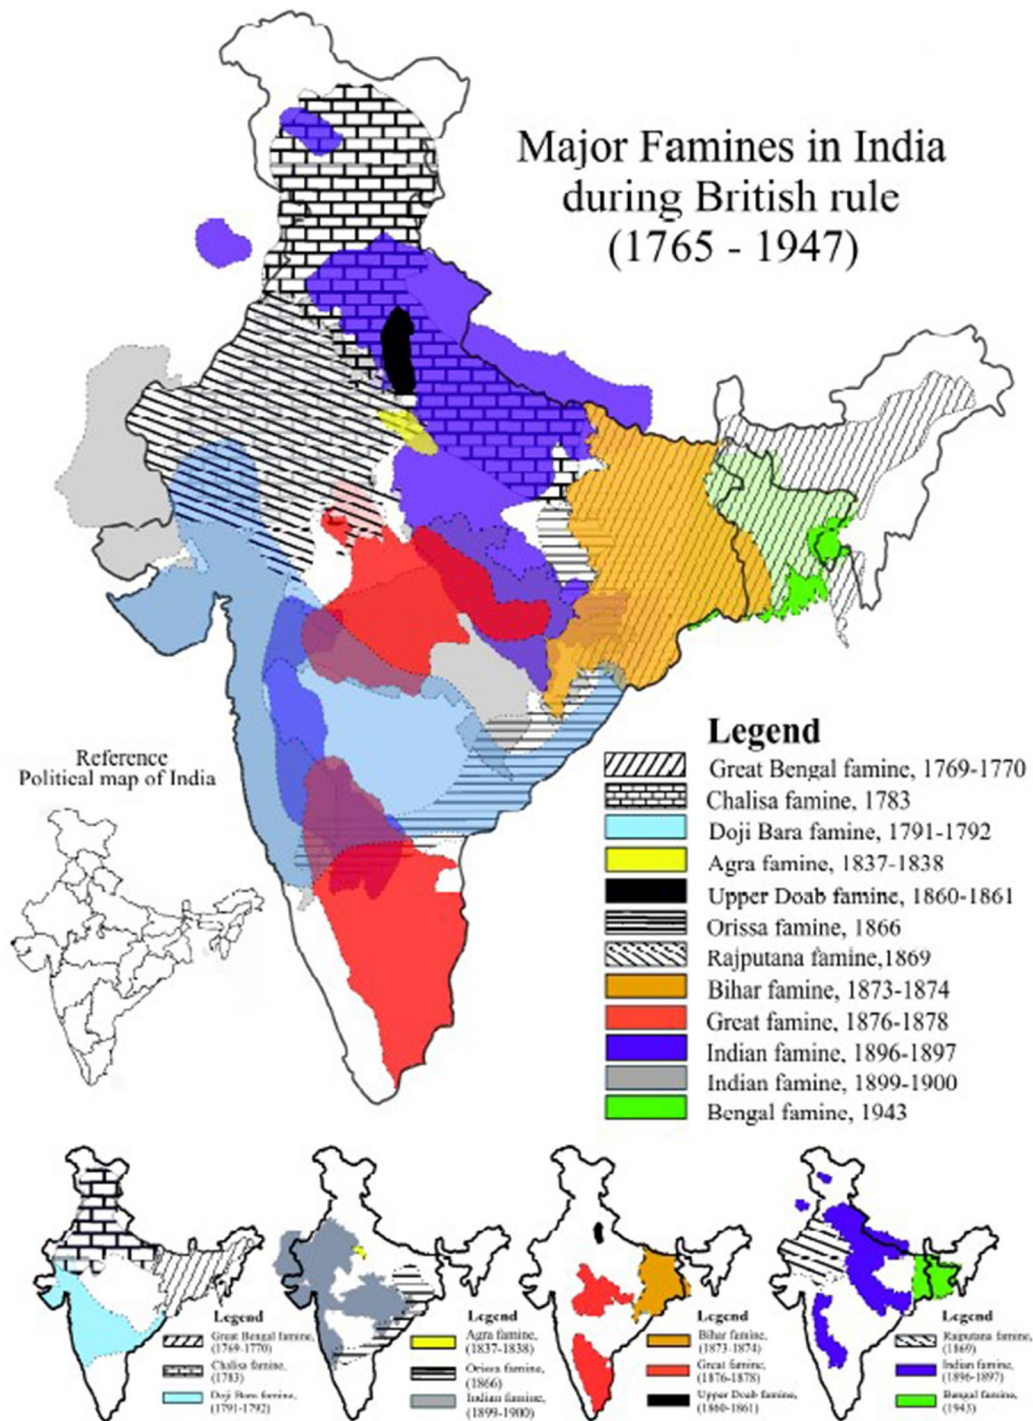 Major Famines in India
during British rule
(1765 - 1947)
Reference
Political map of India
Legend
Great Bengal famine, 1769-1770
Chalisa famine, 1783
Doji Bara famine, 1791-1792
Agra famine, 1837-1838
Upper Doab famine, 1860-1861
Orissa famine, 1866
Rajputana famine,1869
Bihar famine, 1873-1874
Great famine, 1876-1878
Indian famine, 1896-1897
Indian famine, 1899-1900
Bengal famine, 1943
Legend
Great Bengal famine,
(1769-1770)
Chalisa famine,
(1783)
Doji Bara famine,
(1791-1792)
Legend
Agra famine,
(1837-1838)
Orissa famine,
(1866)
Indian famine,
(1899-1900)
Legend
Bihar famine,
(1873-1874)
Great famine,
(1876-1878)
Upper Doab famine,
(1860-1861)
Legend
Rajputana famine,
(1869)
Indian famine,
(1896-1897)
Bengal famine,
(1943)